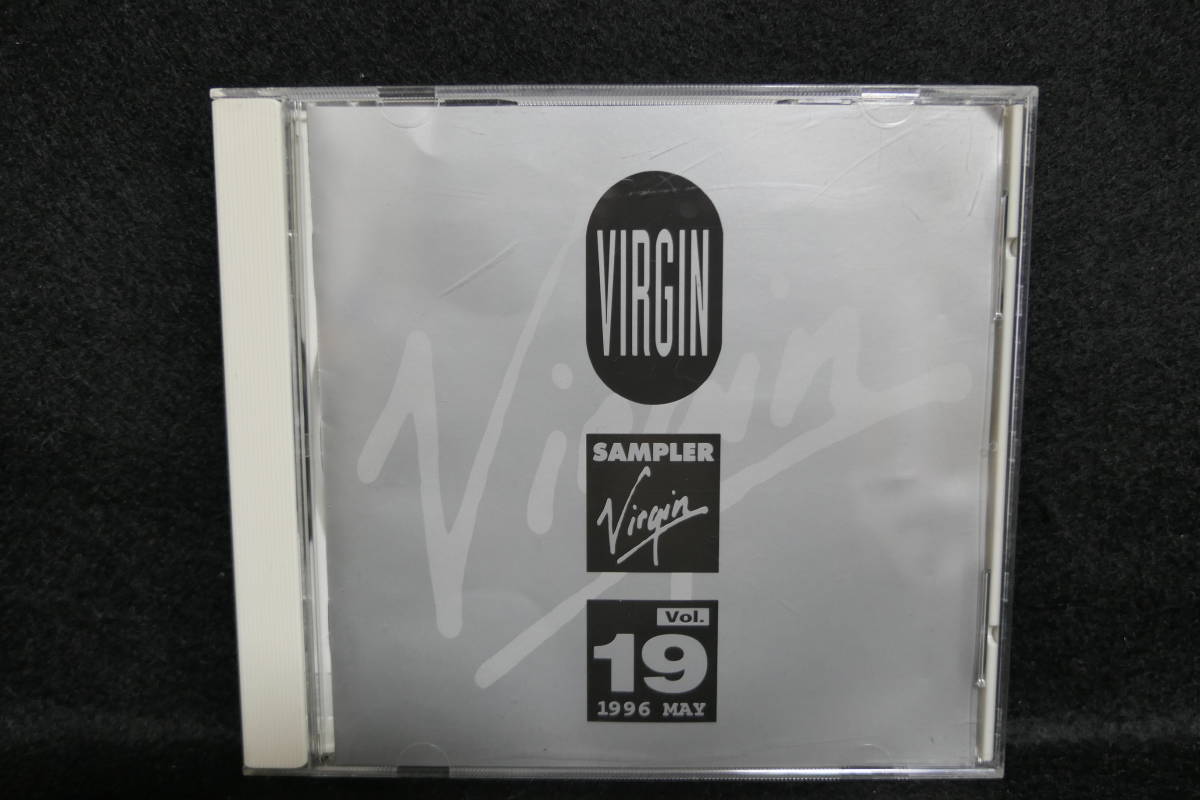 VIRGIN
Virgin
SAMPLER
Virgin
Vol.
19
1996 MAY